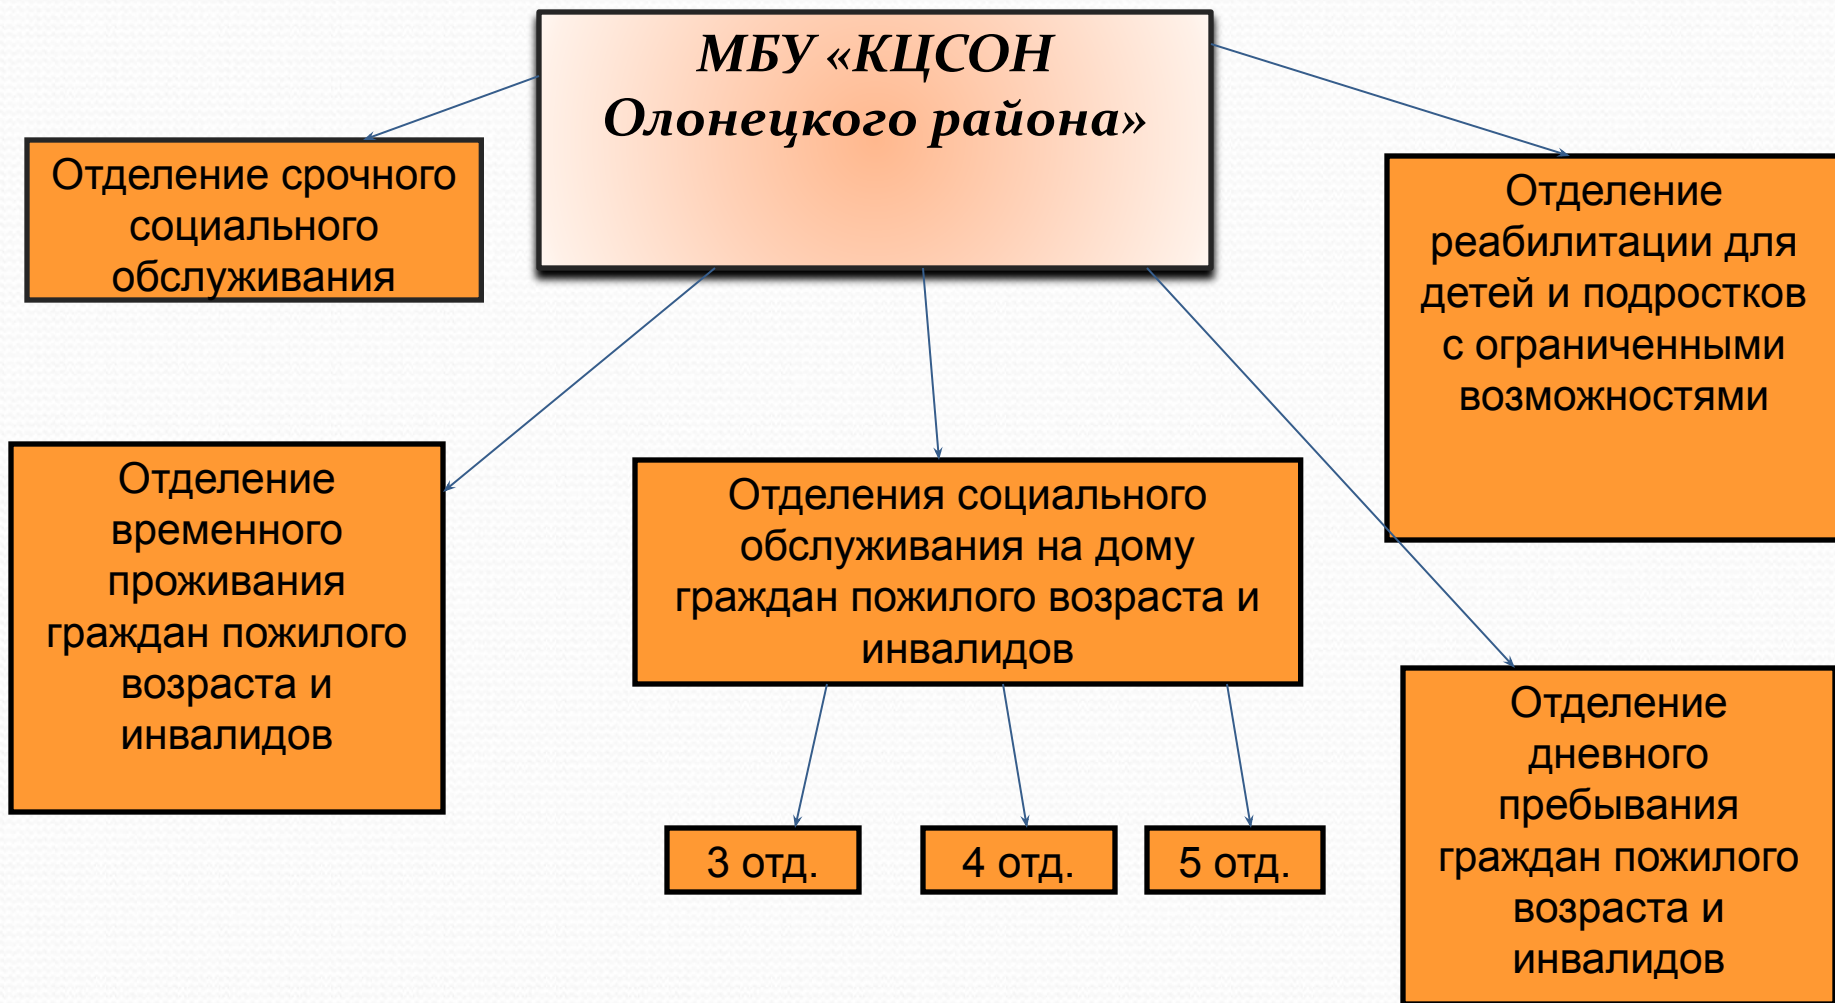 МБУ «КЦСОН
Олонецкого района»
Отделение срочного
социального
обслуживания
Отделение
реабилитации для
детей и подростков
с ограниченными
возможностями
Отделение
временного
проживания
граждан пожилого
возраста и
инвалидов
Отделения социального
обслуживания на дому
граждан пожилого возраста и
инвалидов
Отделение
дневного
пребывания
граждан пожилого
возраста и
инвалидов
3 отд.
4 отд.
5 отд.